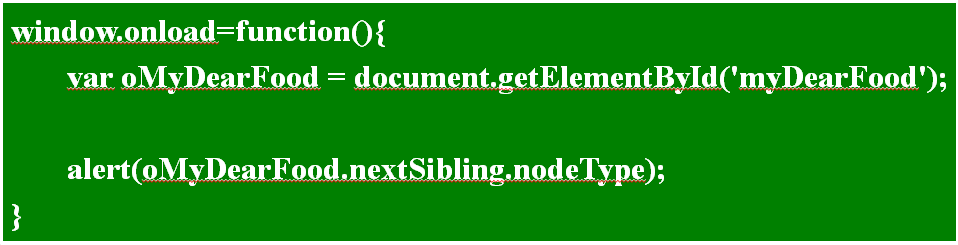 window.onload=function(){
var oMyDearFood = document.getElementById('myDearFood');
alert(oMyDearFood.nextSibling.nodeType);
}